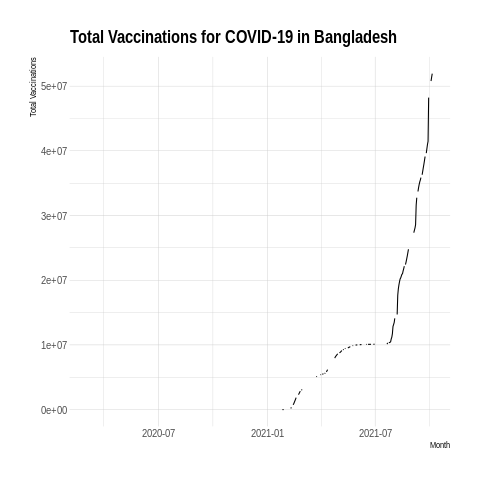 Total Vaccinations for COVID-19 in Bangladesh
Total Vaccinations
5e+07
4e+07
3e+07
2e+07
1e+07
0e+00
2020-07
2021-01
2021-07
Month